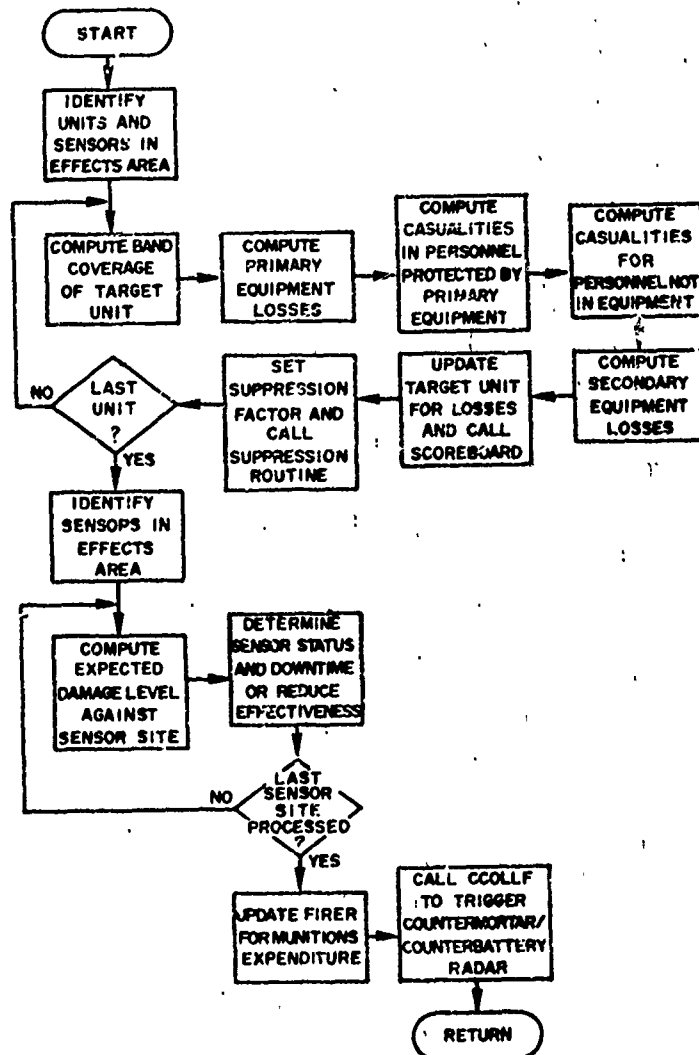 START
IDENTIFY
UNITS AND
SENSORS IN
EFFECTS AREA
COMPUTE BAND
COVERAGE
OF TARGET
UNIT
COMPUTE
PRIMARY
EQUIPMENT
LOSSES
COMPUTE
CASUALITIES
IN PERSONNEL
PROTECTED BY
PRIMARY
EQUIPMENT
COMPUTE
CASUALITIES
FOR
PERSONNEL NOT
IN EQUIPMENT
COMPUTE
SECONDARY
EQUIPMENT
LOSSES
UPDATE
TARGET UNIT
FOR LOSSES
AND CALL
SCOREBOARD
SET
SUPPRESSION
FACTOR AND
CALL
SUPPRESSION
ROUTINE
LAST
UNIT
?
NO
YES
IDENTIFY
SENSOPS IN
EFFECTS
AREA
COMPUTE
EXPECTED
DAMAGE LEVEL
AGAINST
SENSOR SITE
DETERMINE
SENSOR STATUS
AND DOWNTIME
OR REDUCE
EFFECTIVENESS
LAST
SENSOR
SITE
PROCESSED
?
NO
YES
UPDATE FIRER
FOR MUNITIONS
EXPENDITURE
CALL CCOLLF
TO TRIGGER
COUNTERMORTAR/
COUNTERBATTERY
RADAR
RETURN